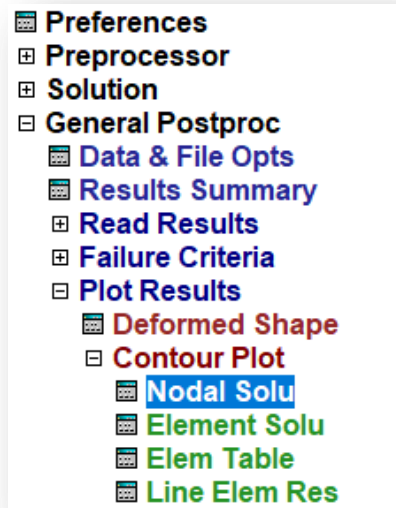 Preferences
Preprocessor
Solution
General Postproc
Data & File Opts
Results Summary
Read Results
Failure Criteria
Plot Results
Deformed Shape
Contour Plot
Nodal Solu
Element Solu
Elem Table
Line Elem Res